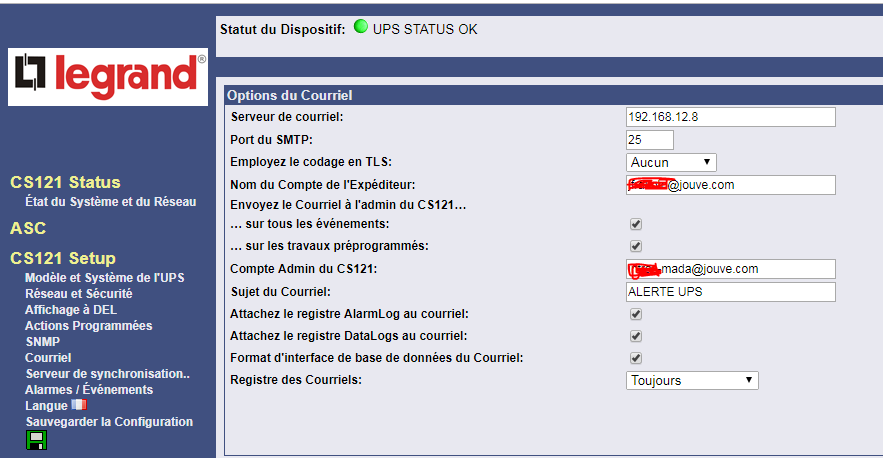 Statut du Dispositif: UPS STATUS OK
legrand®
CS121 Status
État du Système et du Réseau
ASC
CS121 Setup
Modèle et Système de l'UPS
Réseau et Sécurité
Affichage à DEL
Actions Programmées
SNMP
Courriel
Serveur de synchronisation..
Alarmes / Événements
Langue
Sauvegarder la Configuration
Options du Courriel
Serveur de courriel: 192.168.12.8
Port du SMTP: 25
Employez le codage en TLS: Aucun
Nom du Compte de l'Expéditeur: @jouve.com
Envoyez le Courriel à l'admin du CS121...
... sur tous les événements:
... sur les travaux préprogrammés:
Compte Admin du CS121: mada@jouve.com
Sujet du Courriel: ALERTE UPS
Attachez le registre AlarmLog au courriel:
Attachez le registre DataLogs au courriel:
Format d'interface de base de données du Courriel:
Registre des Courriels: Toujours